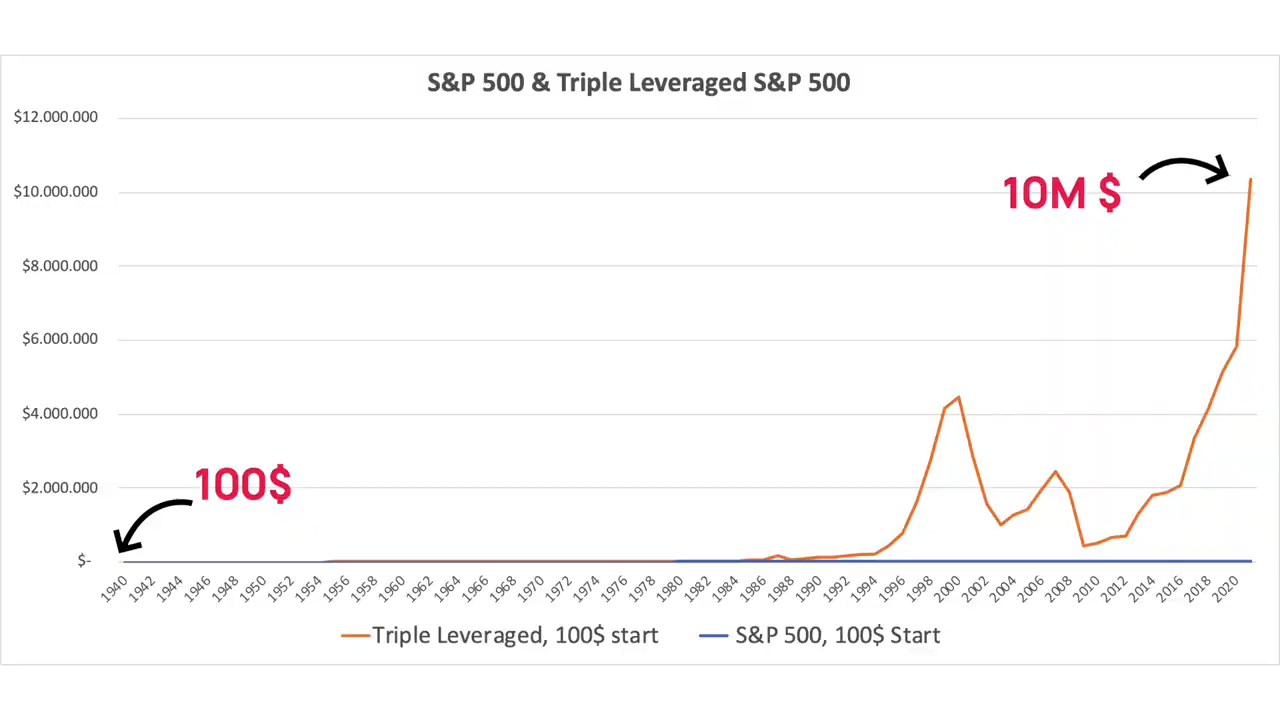 S&P 500 & Triple Leveraged S&P 500
$12.000.000
$10.000.000
$8.000.000
$6.000.000
$4.000.000
$2.000.000
$-
10M $
100$
1940 1942 1944 1946 1948 1950 1952 1954 1956 1958 1960 1962 1964 1966 1968 1970 1972 1974 1976 1978 1980 1982 1984 1986 1988 1990 1992 1994 1996 1998 2000 2002 2004 2006 2008 2010 2012 2014 2016 2018 2020
Triple Leveraged, 100$ start S&P 500, 100$ Start